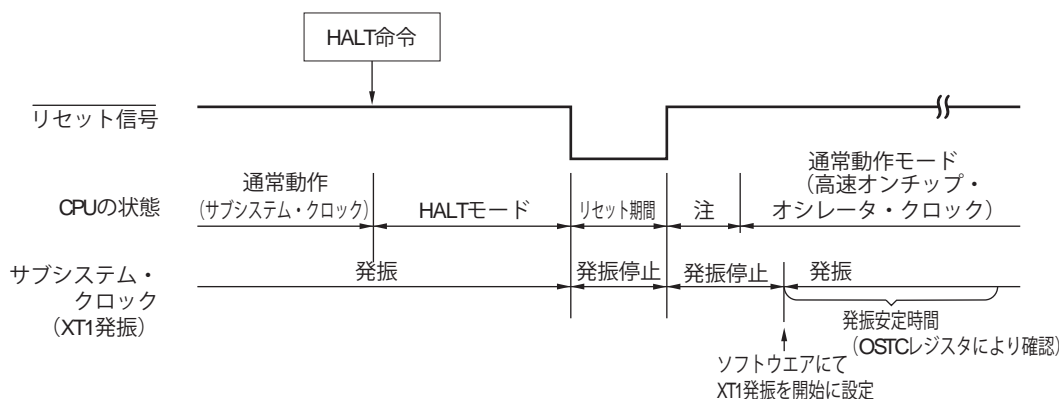 HALT命令
リセット信号
CPUの状態
通常動作
(サブシステム・クロック)
HALTモード
リセット期間
注
通常動作モード
(高速オンチップ・
オシレータ・クロック)
サブシステム・
クロック
(XT1発振)
発振
発振停止
発振停止
発振
発振安定時間
(OSTCレジスタにより確認)
ソフトウエアにて
XT1発振を開始に設定